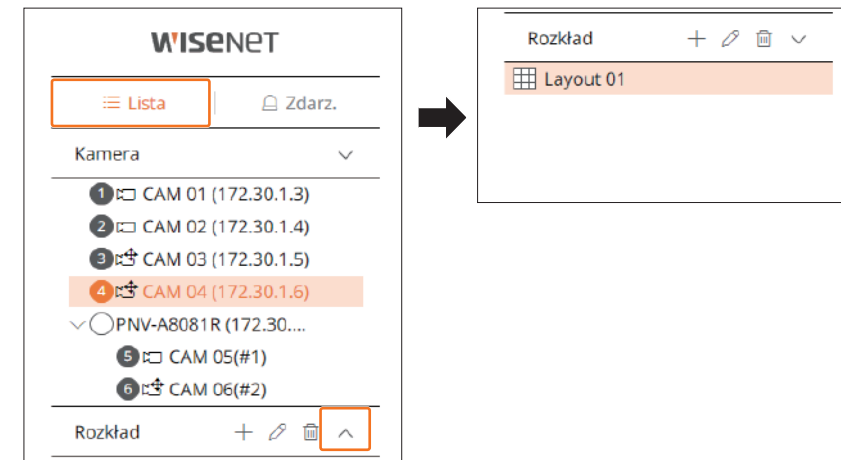 WISENET
Lista
Zdarz.
Kamera
1 CAM 01 (172.30.1.3)
2 CAM 02 (172.30.1.4)
3 CAM 03 (172.30.1.5)
4 CAM 04 (172.30.1.6)
PNV-A8081R (172.30....
5 CAM 05(#1)
6 CAM 06(#2)
Rozkład
Rozkład
Layout 01